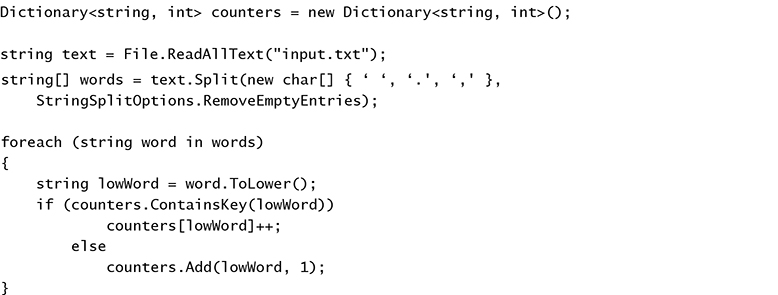 Dictionary<string, int> counters = new Dictionary<string, int>();
string text = File.ReadAllText("input.txt");
string[] words = text.Split(new char[] { ‘ ‘, ‘.', ‘,' },
    StringSplitOptions.RemoveEmptyEntries);
foreach (string word in words)
{
    string lowWord = word.ToLower();
    if (counters.ContainsKey(lowWord))
            counters[lowWord]++;
        else
            counters.Add(lowWord, 1);
}